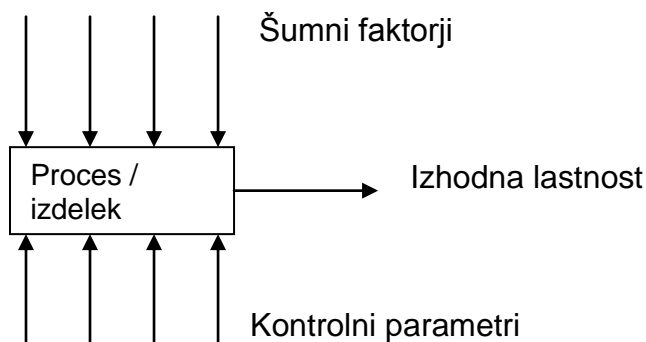 Šumni faktorji
Proces /
izdelek
Izhodna lastnost
Kontrolni parametri